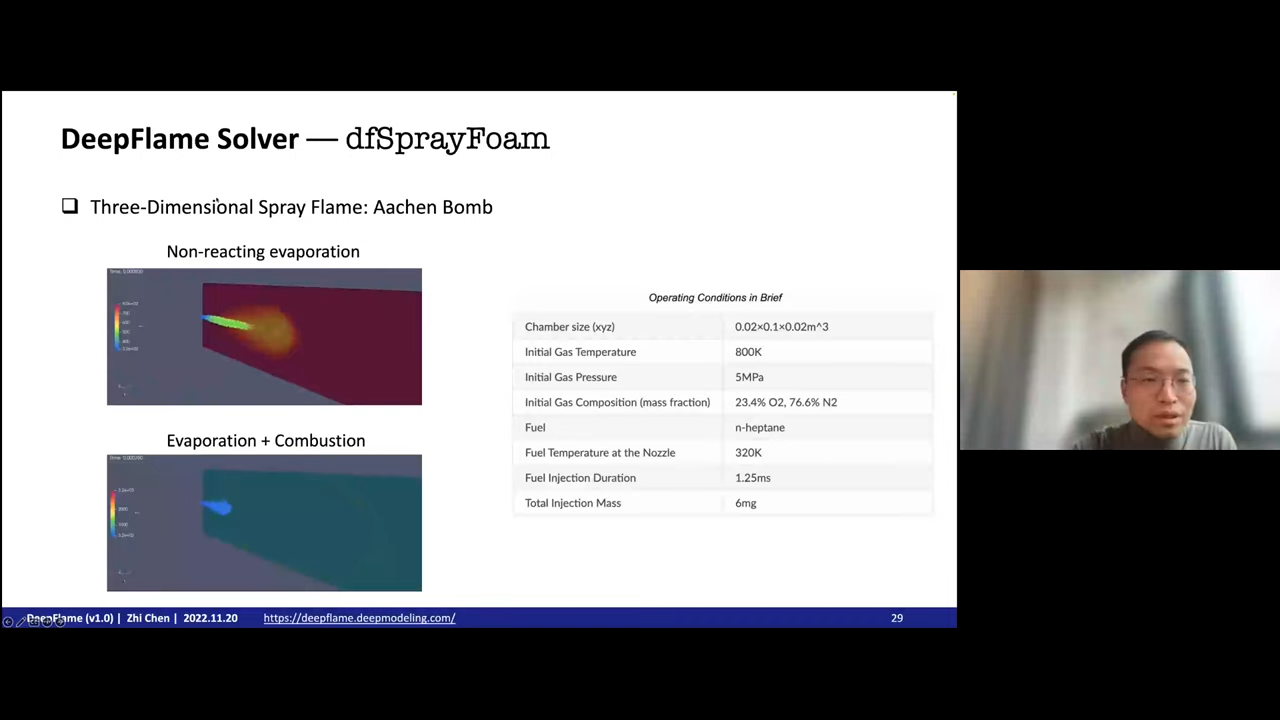 DeepFlame Solver — dfSprayFoam
Three-Dimensional Spray Flame: Aachen Bomb
Non-reacting evaporation
Evaporation + Combustion
Operating Conditions in Brief
Chamber size (xyz) 0.02×0.1×0.02m^3
Initial Gas Temperature 800K
Initial Gas Pressure 5MPa
Initial Gas Composition (mass fraction) 23.4% O2, 76.6% N2
Fuel n-heptane
Fuel Temperature at the Nozzle 320K
Fuel Injection Duration 1.25ms
Total Injection Mass 6mg
DeepFlame (v1.0) | Zhi Chen | 2022.11.20 https://deepflame.deepmodeling.com/ 29